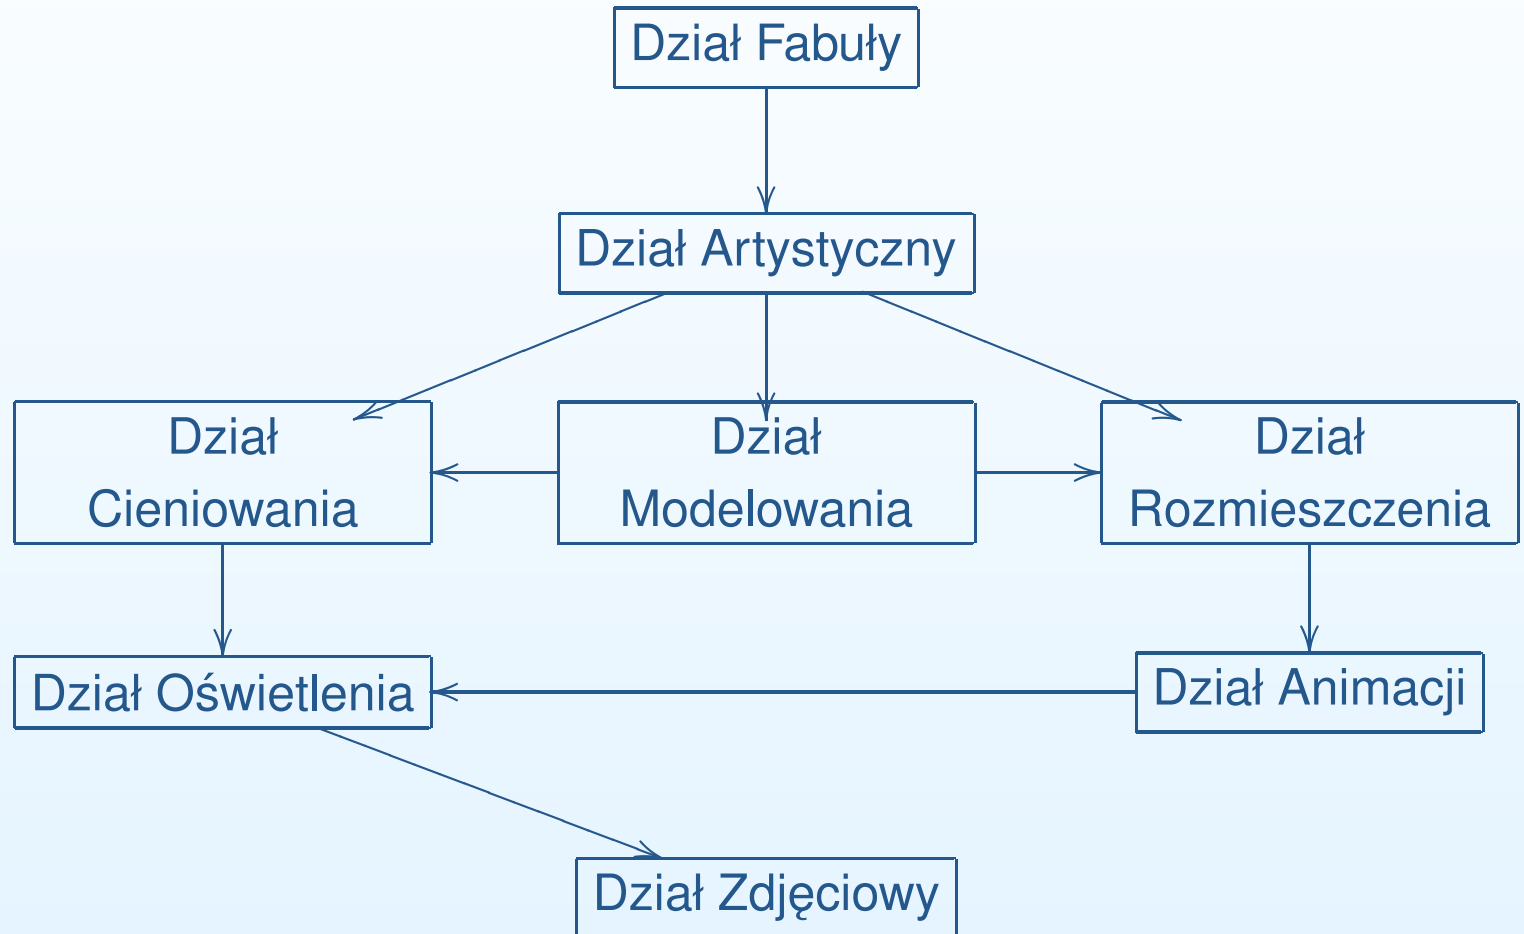 Dział Fabuły
Dział Artystyczny
Dział
Cieniowania
Dział
Modelowania
Dział
Rozmieszczenia
Dział Oświetlenia
Dział Animacji
Dział Zdjęciowy